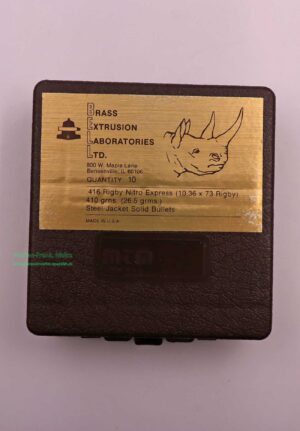 BRASS
EXTRUSION
LABORATORIES
LTD.
800 W. Maple Lane
Bensenville, IL 60106
QUANTITY: 10
416 Rigby Nitro Express (10.36 x 73 Rigby)
410 grns. (26.6 grms.)
Steel Jacket Solid Bullets
MADE IN U.S.A.
mtm